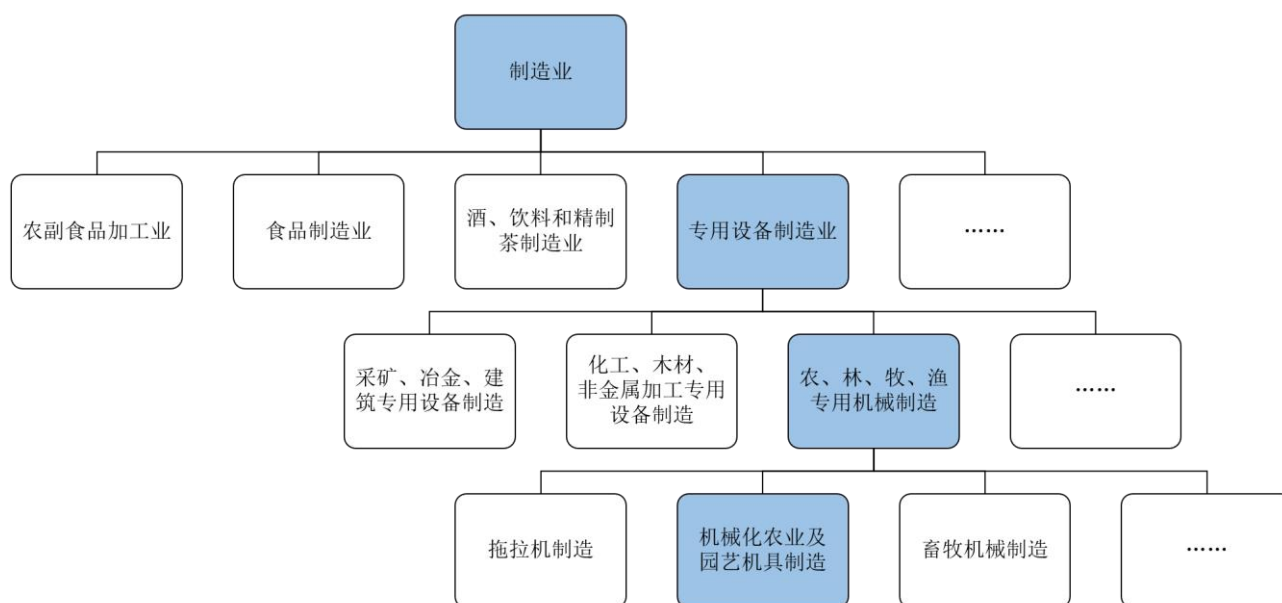 制造业
农副食品加工业
食品制造业
酒、饮料和精制
茶制造业
专用设备制造业
……
采矿、冶金、建
筑专用设备制造
化工、木材、
非金属加工专用
设备制造
农、林、牧、渔
专用机械制造
……
拖拉机制造
机械化农业及
园艺机具制造
畜牧机械制造
……